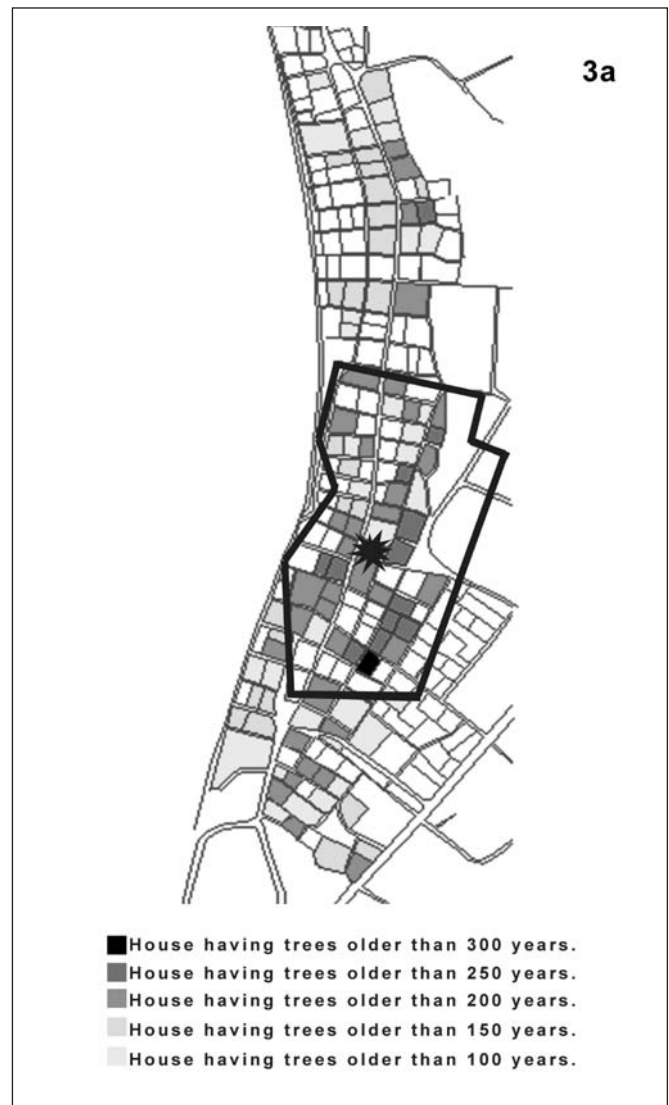 3a
House having trees older than 300 years.
House having trees older than 250 years.
House having trees older than 200 years.
House having trees older than 150 years.
House having trees older than 100 years.